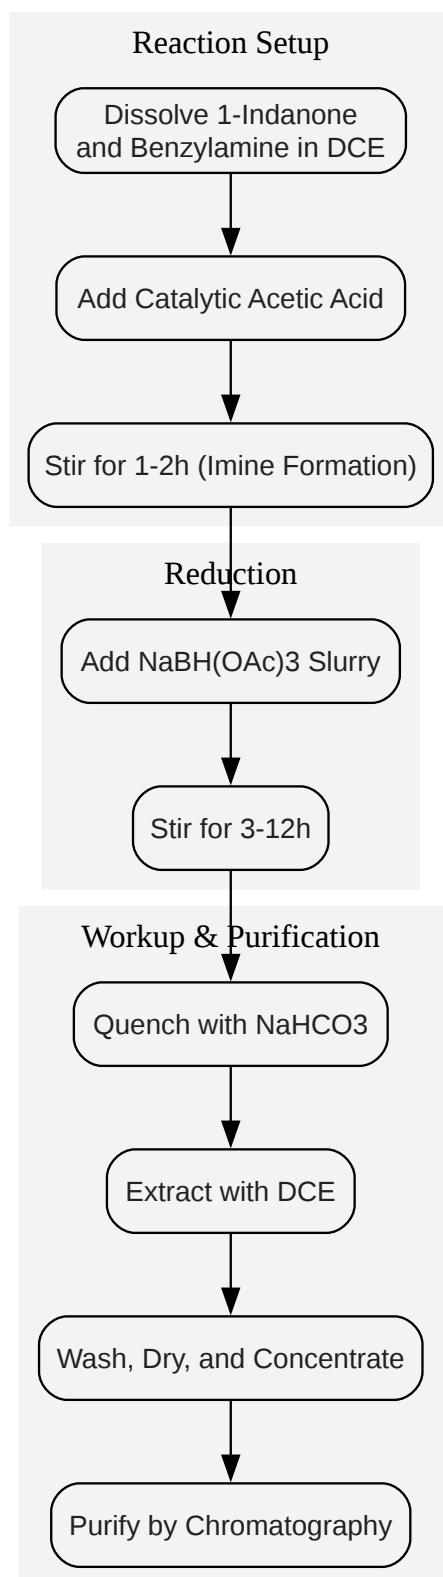 Reaction Setup
Dissolve 1-Indanone
and Benzylamine in DCE
Add Catalytic Acetic Acid
Stir for 1-2h (Imine Formation)
Reduction
Add NaBH(OAc)3 Slurry
Stir for 3-12h
Workup & Purification
Quench with NaHCO3
Extract with DCE
Wash, Dry, and Concentrate
Purify by Chromatography